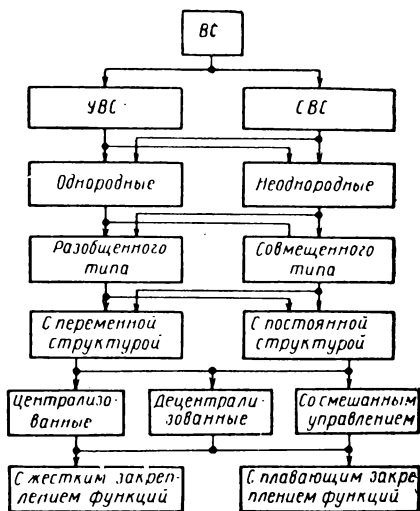 ВС
УВС
СВС
Однородные
Неоднородные
Разобщенного
типа
Совмещенного
типа
С переменной
структурой
С постоянной
структурой
Централизо-
ванные
Децентрали-
зованные
Со смешанным
управлением
С жестким закреп-
лением функций
С плавающим закре-
плением функций